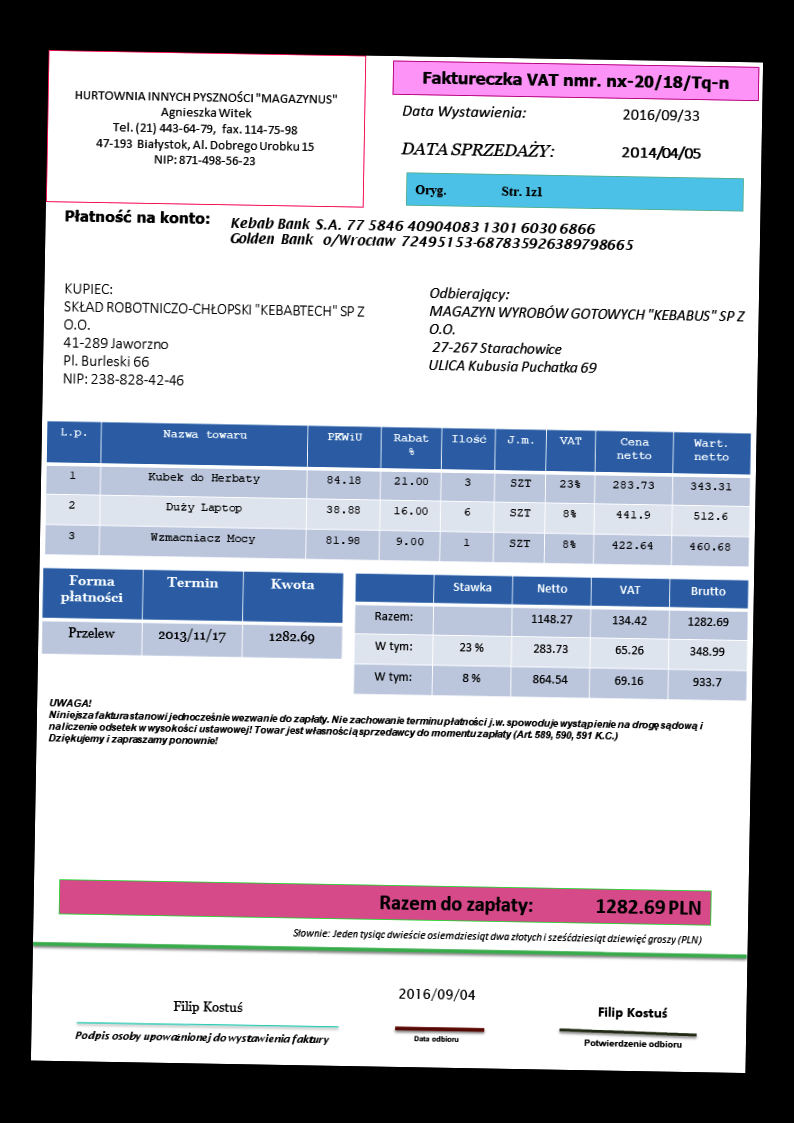 HURTOWNIA INNYCH PYSZNOŚCI "MAGAZYNUS"
Agnieszka Witek
Tel. (21) 443-64-79, fax. 114-75-98
47-193 Białystok, Al. Dobrego Urobku 15
NIP: 871-498-56-23
Faktureczka VAT nmr. nx-20/18/Tq-n
Data Wystawienia: 2016/09/33
DATA SPRZEDAŻY: 2014/04/05
Oryg. Str. 1z1
Płatność na konto: Kebab Bank S.A. 77 5846 40904083 1301 6030 6866
Golden Bank o/Wrocław 72495153-687835926389798665
KUPIEC:
SKŁAD ROBOTNICZO-CHŁOPSKI "KEBABTECH" SP Z
O.O.
41-289 Jaworzno
Pl. Burleski 66
NIP: 238-828-42-46
Odbierający:
MAGAZYN WYROBÓW GOTOWYCH "KEBABUS" SP Z
O.O.
27-267 Starachowice
ULICA Kubusia Puchatka 69
L.p. Nazwa towaru PKWiU Rabat % Ilość J.m. VAT Cena netto Wart. netto
1 Kubek do Herbaty 84.18 21.00 3 SZT 23% 283.73 343.31
2 Duży Laptop 38.88 16.00 6 SZT 8% 441.9 512.6
3 Wzmacniacz Mocy 81.98 9.00 1 SZT 8% 422.64 460.68
Forma płatności Termin Kwota
Przelew 2013/11/17 1282.69
Stawka Netto VAT Brutto
Razem: 1148.27 134.42 1282.69
W tym: 23 % 283.73 65.26 348.99
W tym: 8 % 864.54 69.16 933.7
UWAGA!
Niniejsza faktura stanowi jednocześnie wezwanie do zapłaty. Nie zachowanie terminu płatności j.w. spowoduje wystąpienie na drogę sądową i
naliczenie odsetek w wysokości ustawowej! Towar jest własnością sprzedawcy do momentu zapłaty (Art. 589, 590, 591 K.C.)
Dziękujemy i zapraszamy ponownie!
Razem do zapłaty: 1282.69 PLN
Słownie: Jeden tysiąc dwieście osiemdziesiąt dwa złotych i sześćdziesiąt dziewięć groszy (PLN)
Filip Kostuś
Podpis osoby upoważnionej do wystawienia faktury
2016/09/04
Data odbioru
Filip Kostuś
Potwierdzenie odbioru